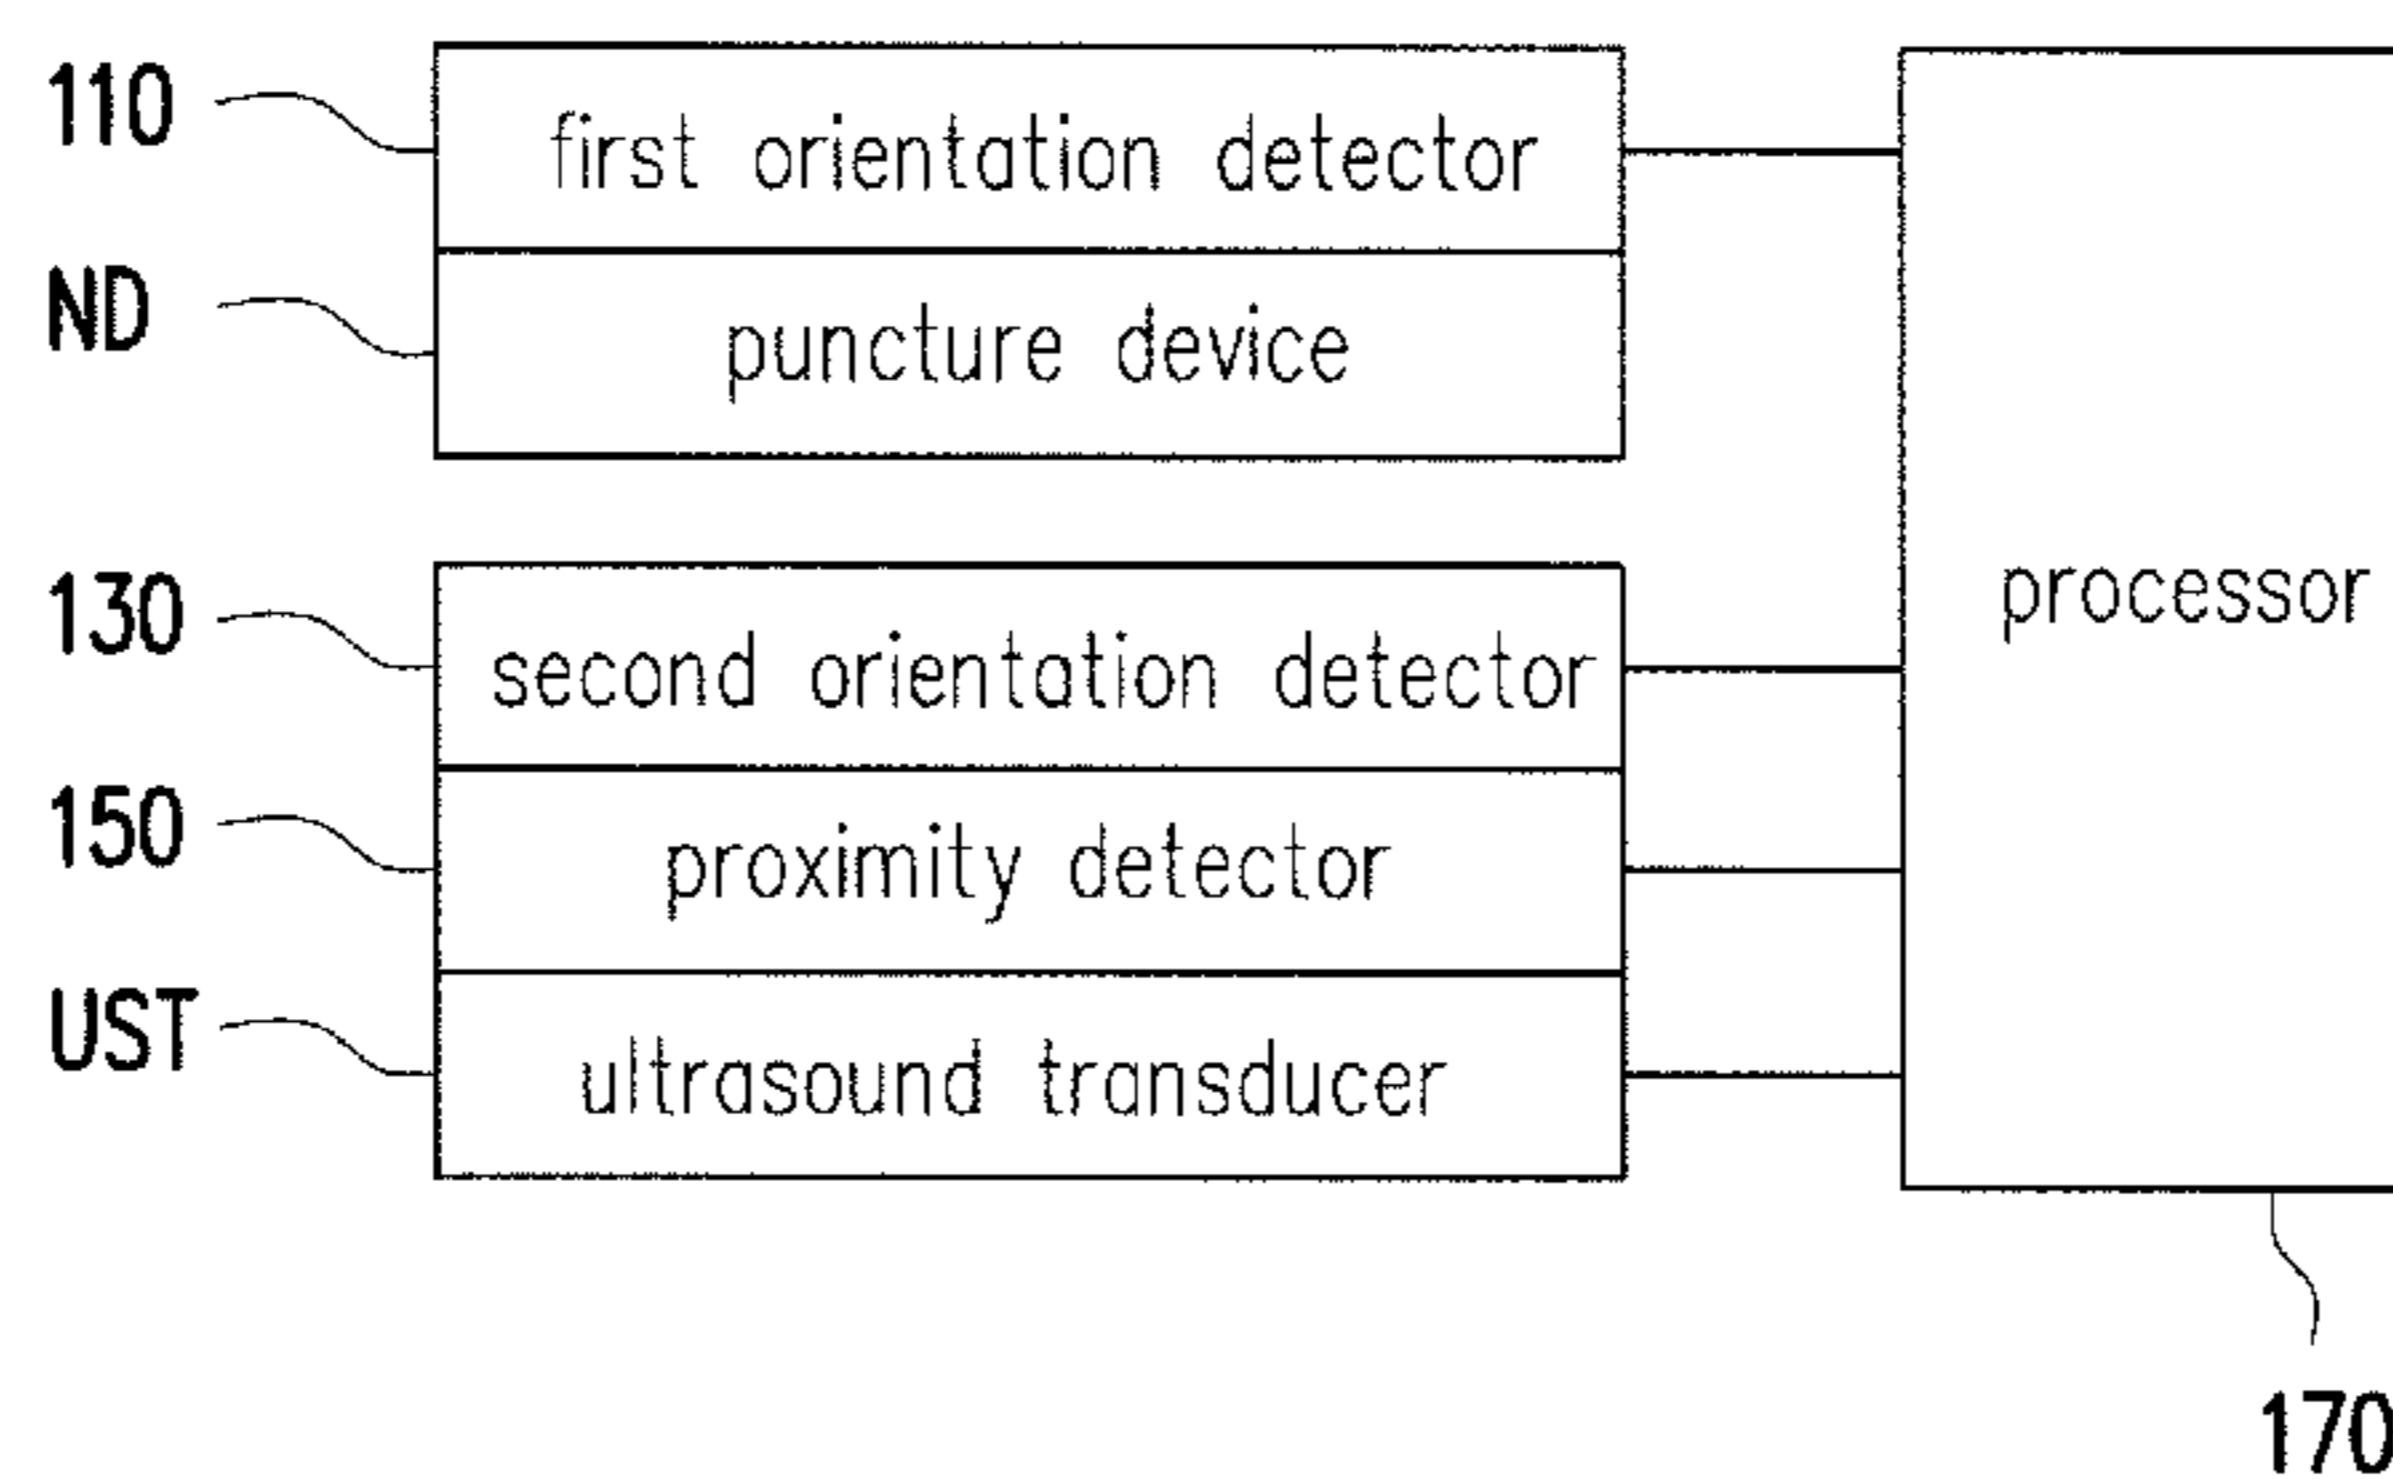 110
first orientation detector
ND
puncture device
130
second orientation detector
processor
150
proximity detector
UST
ultrasound transducer
170